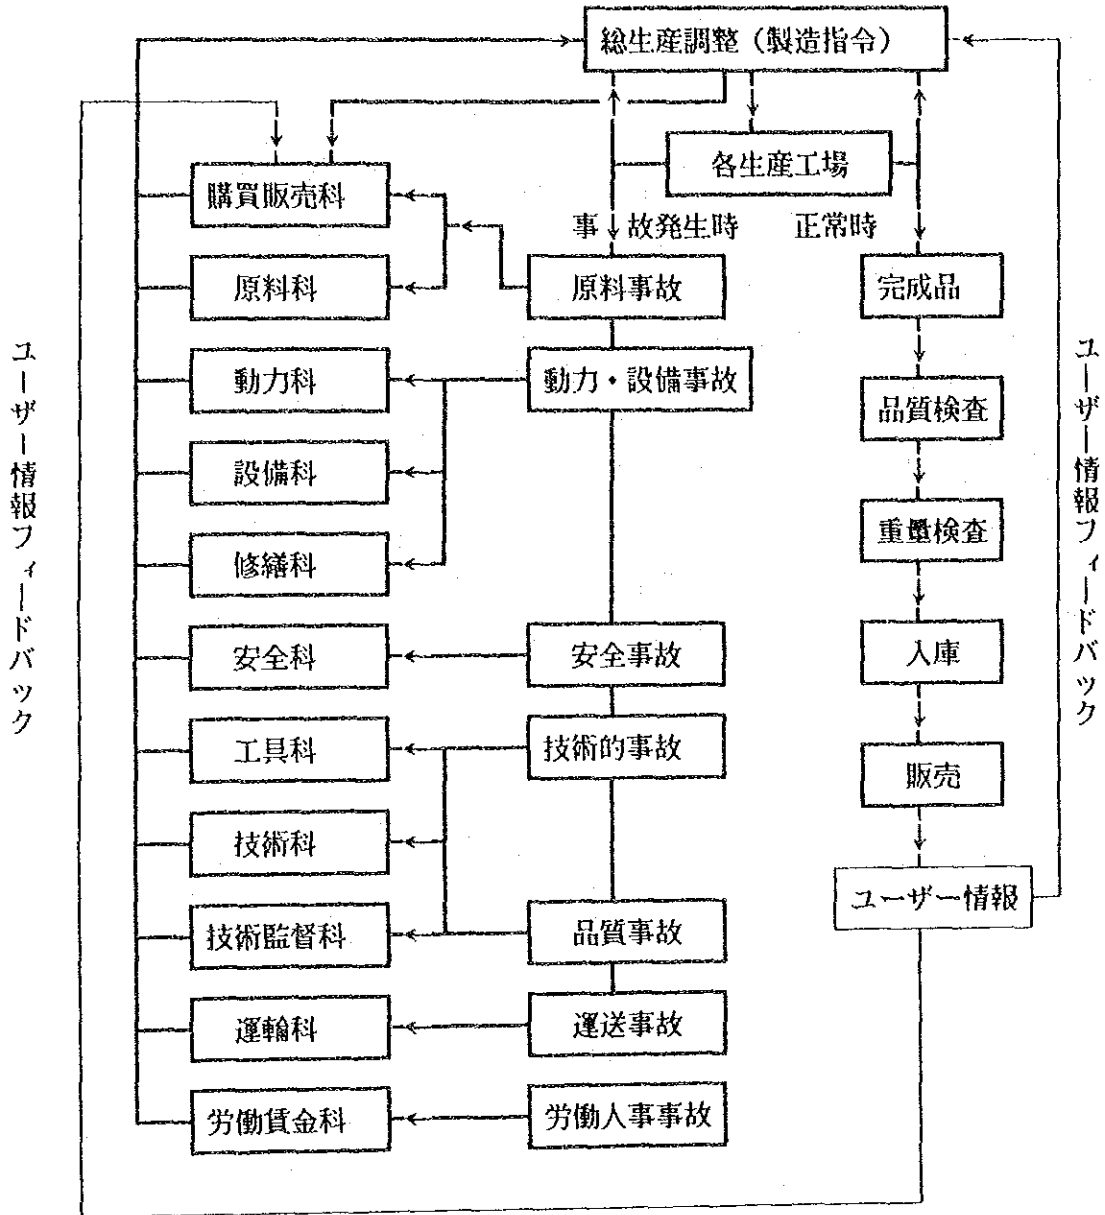 総生産調整（製造指令）
各生産工場
事故発生時
正常時
購買販売科
原料科
動力科
設備科
修繕科
安全科
工具科
技術科
技術監督科
運輸科
労働賃金科
原料事故
動力・設備事故
安全事故
技術的事故
品質事故
運送事故
労働人事事故
完成品
品質検査
重量検査
入庫
販売
ユーザー情報
ユーザー情報フィードバック
ユーザー情報フィードバック